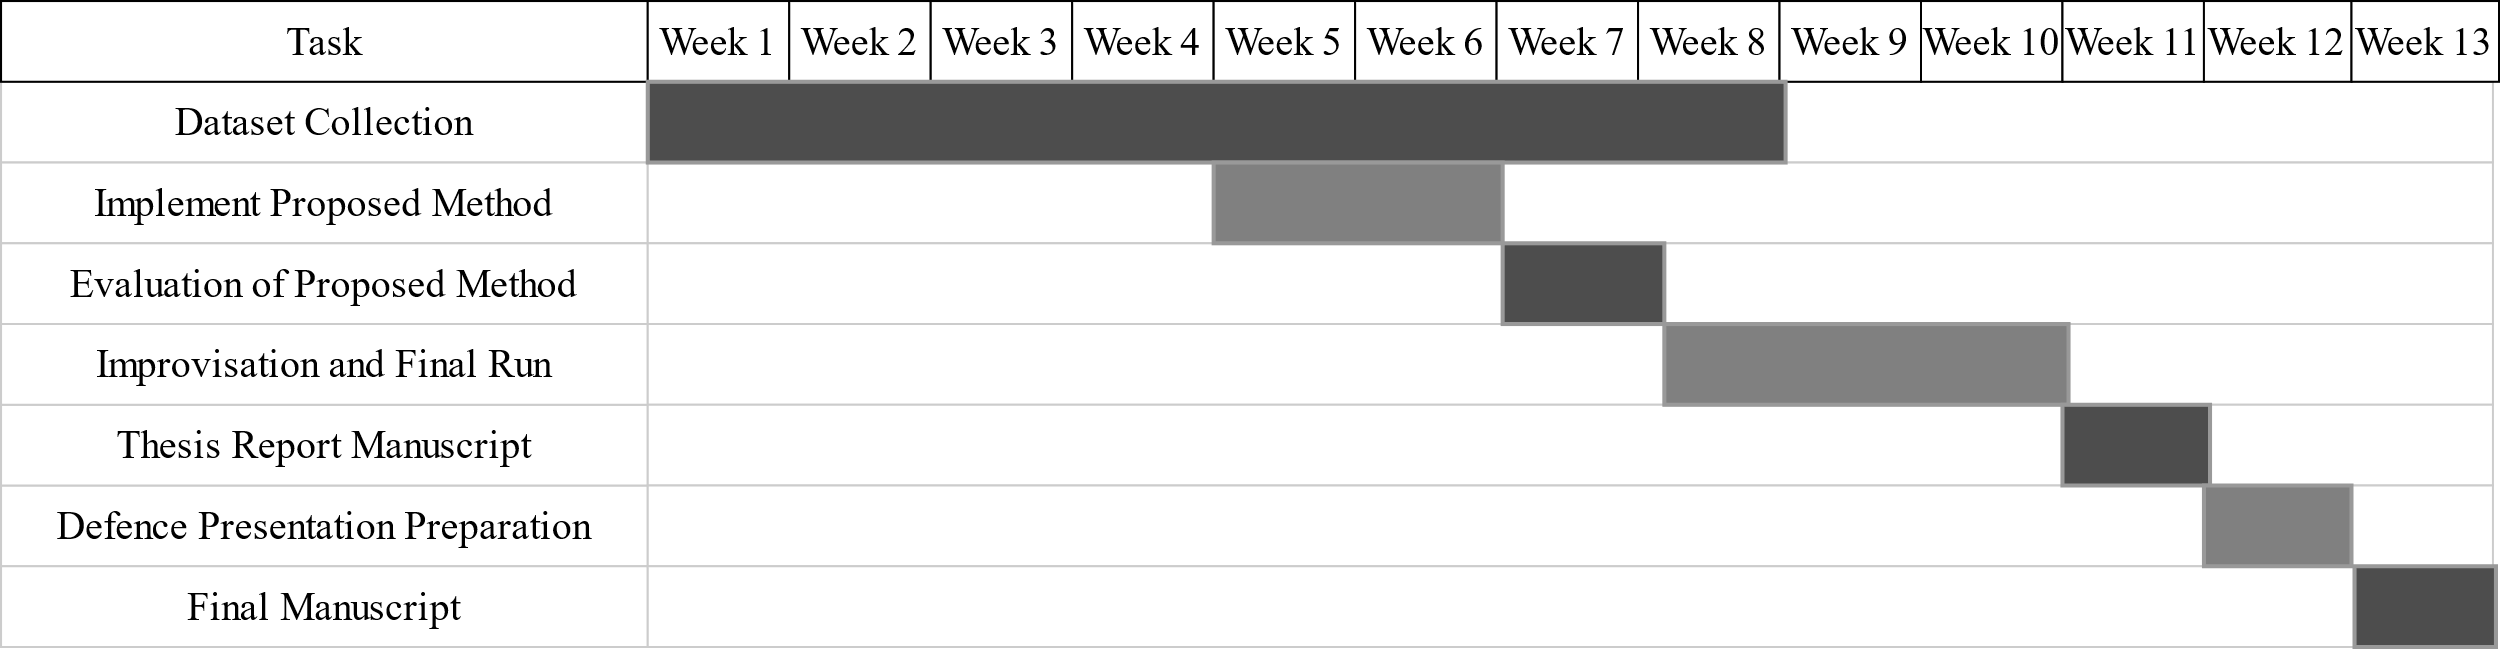 Task Week 1 Week 2 Week 3 Week 4 Week 5 Week 6 Week 7 Week 8 Week 9 Week 10 Week 11 Week 12 Week 13
Dataset Collection
Implement Proposed Method
Evaluation of Proposed Method
Improvisation and Final Run
Thesis Report Manuscript
Defence Presentation Preparation
Final Manuscript